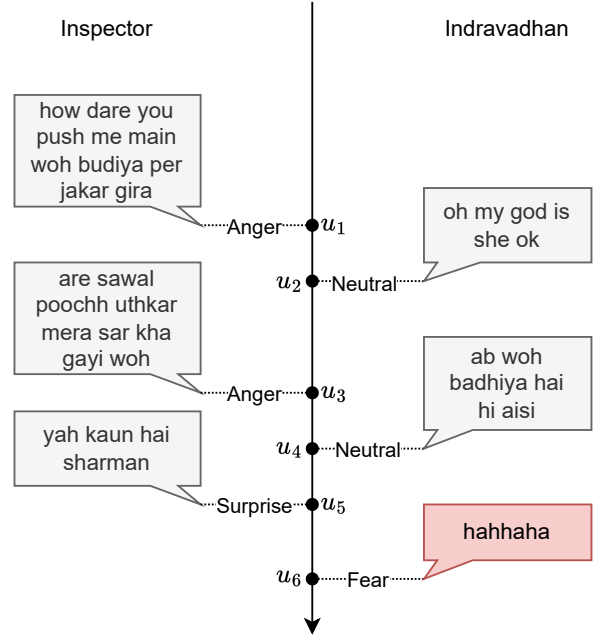 Inspector
Indravadhan
how dare you
push me main
woh budiya per
jakar gira
Anger
u1
oh my god is
she ok
u2
Neutral
are sawal
poochh uthkar
mera sar kha
gayi woh
Anger
u3
ab woh
badhiya hai
hi aisi
u4
Neutral
yah kaun hai
sharman
Surprise
u5
hahhaha
u6
Fear